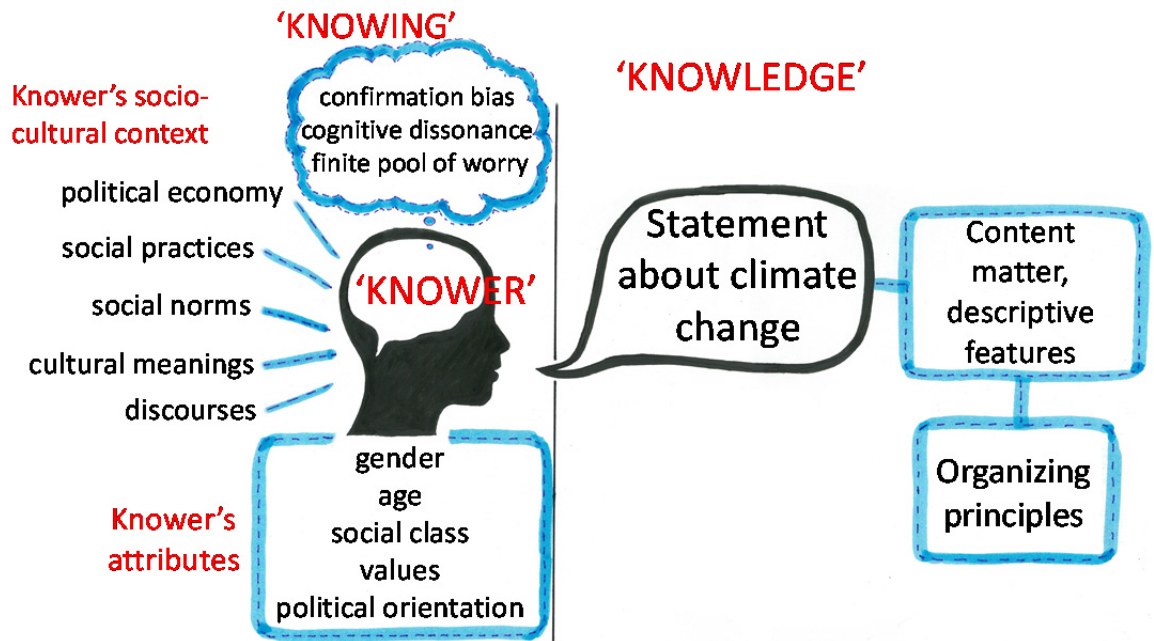 ‘KNOWING’
confirmation bias
cognitive dissonance
finite pool of worry
Knower’s socio-
cultural context
political economy
social practices
social norms
cultural meanings
discourses
‘KNOWER’
Knower’s
attributes
gender
age
social class
values
political orientation
‘KNOWLEDGE’
Statement
about climate
change
Content
matter,
descriptive
features
Organizing
principles